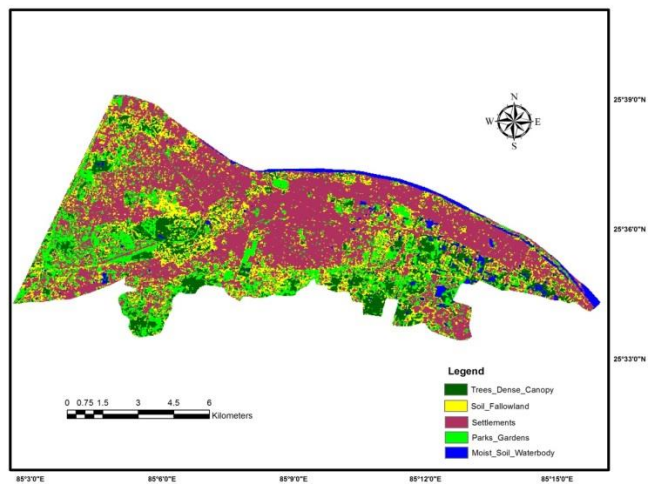 N
W E
S
25°39'0"N
25°36'0"N
25°33'0"N
Legend
Trees_Dense_Canopy
Soil_Fallowland
Settlements
Parks_Gardens
Moist_Soil_Waterbody
0 0.75 1.5 3 4.5 6
Kilometers
85°3'0"E 85°6'0"E 85°9'0"E 85°12'0"E 85°15'0"E